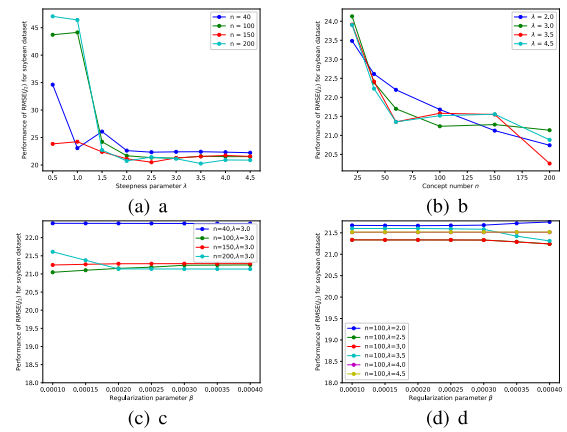 Performance of RMSE(J₂) for soybean dataset
45
40
35
30
25
20
n = 40
n = 100
n = 150
n = 200
0.5 1.0 1.5 2.0 2.5 3.0 3.5 4.0 4.5
Steepness parameter λ
(a) a
Performance of RMSE(J₂) for soybean dataset
24.0
23.5
23.0
22.5
22.0
21.5
21.0
20.5
λ = 2.0
λ = 3.0
λ = 3.5
λ = 4.5
25 50 75 100 125 150 175 200
Concept number n
(b) b
Performance of RMSE(J₂) for soybean dataset
22.0
21.5
21.0
20.5
20.0
19.5
19.0
18.5
18.0
n=40,λ=3.0
n=100,λ=3.0
n=150,λ=3.0
n=200,λ=3.0
0.00010 0.00015 0.00020 0.00025 0.00030 0.00035 0.00040
Regularization parameter β
(c) c
Performance of RMSE(J₂) for soybean dataset
21.5
21.0
20.5
20.0
19.5
19.0
18.5
18.0
n=100,λ=2.0
n=100,λ=2.5
n=100,λ=3.0
n=100,λ=3.5
n=100,λ=4.0
n=100,λ=4.5
0.00010 0.00015 0.00020 0.00025 0.00030 0.00035 0.00040
Regularization parameter β
(d) d